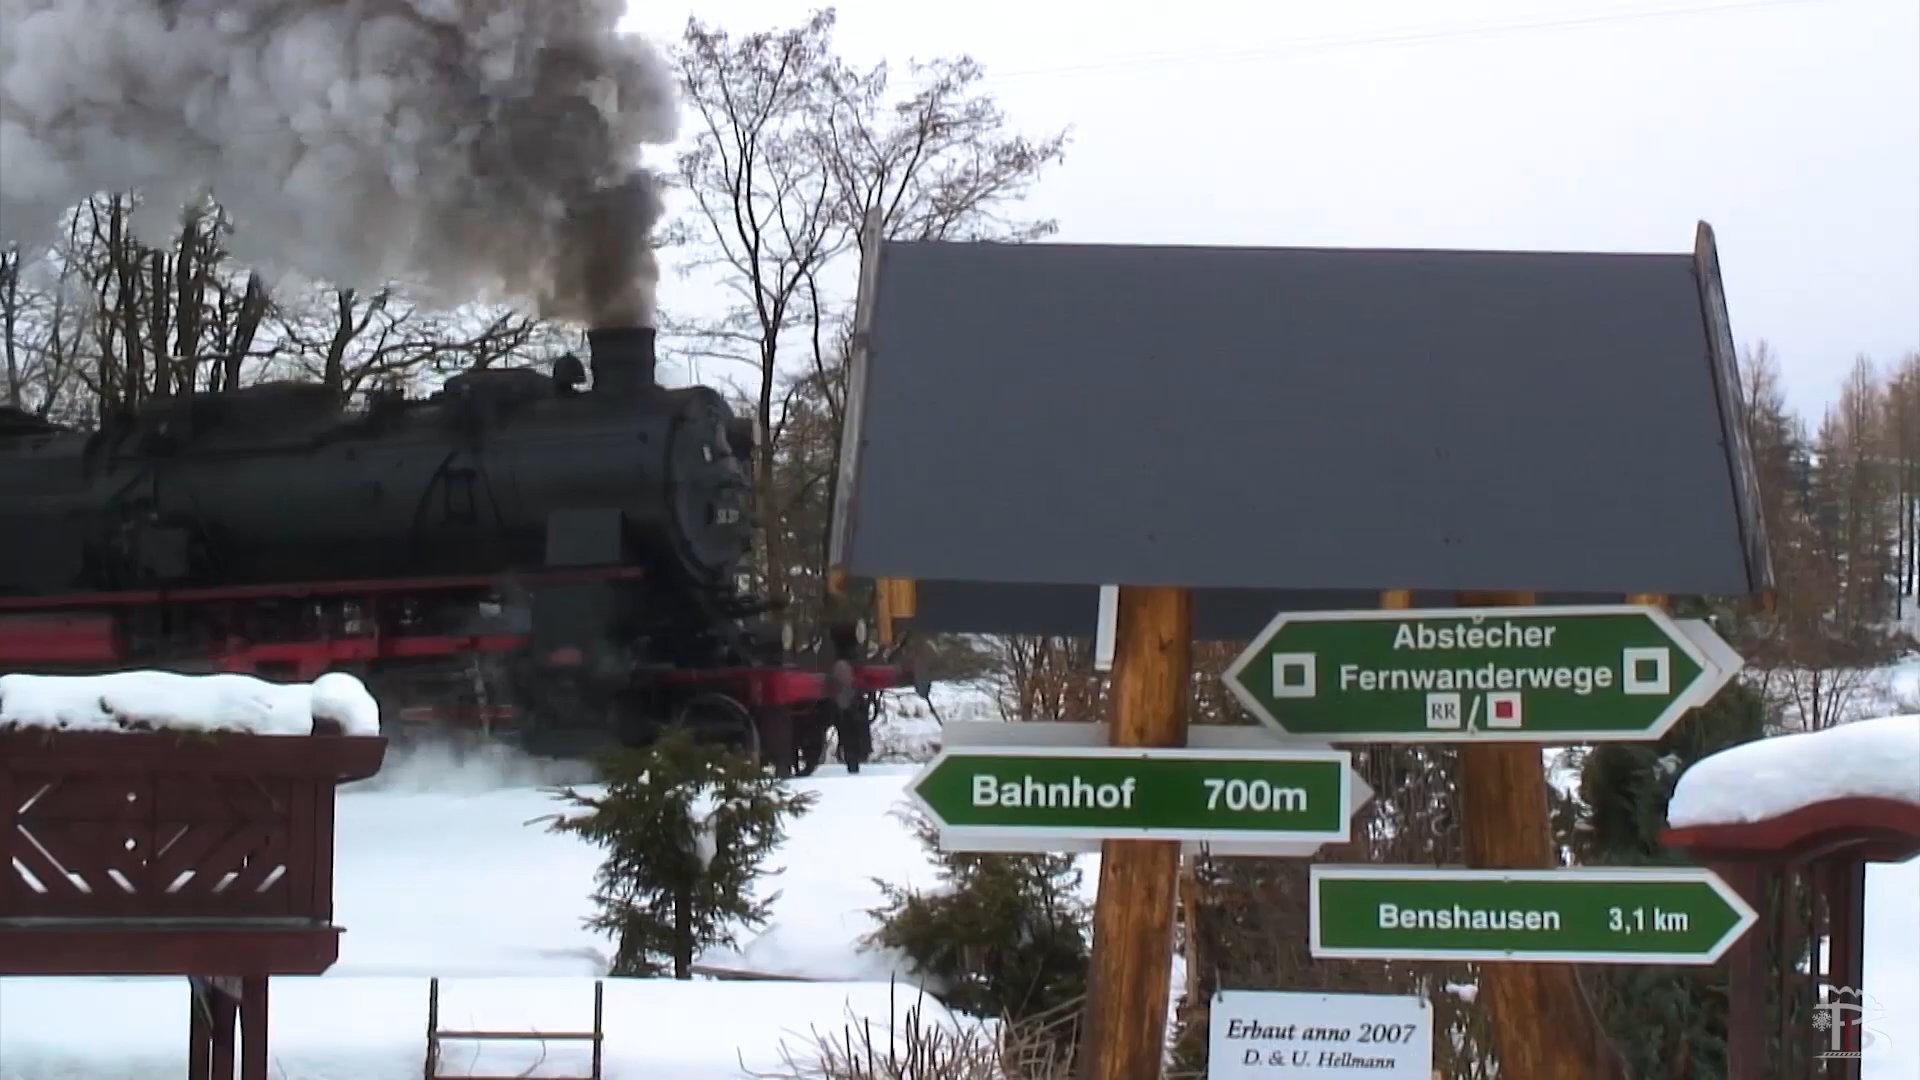 Abstecher
Fernwanderwege
RR /
Bahnhof 700m
Benshausen 3,1 km
Erbaut anno 2007
D. & U. Hellmann